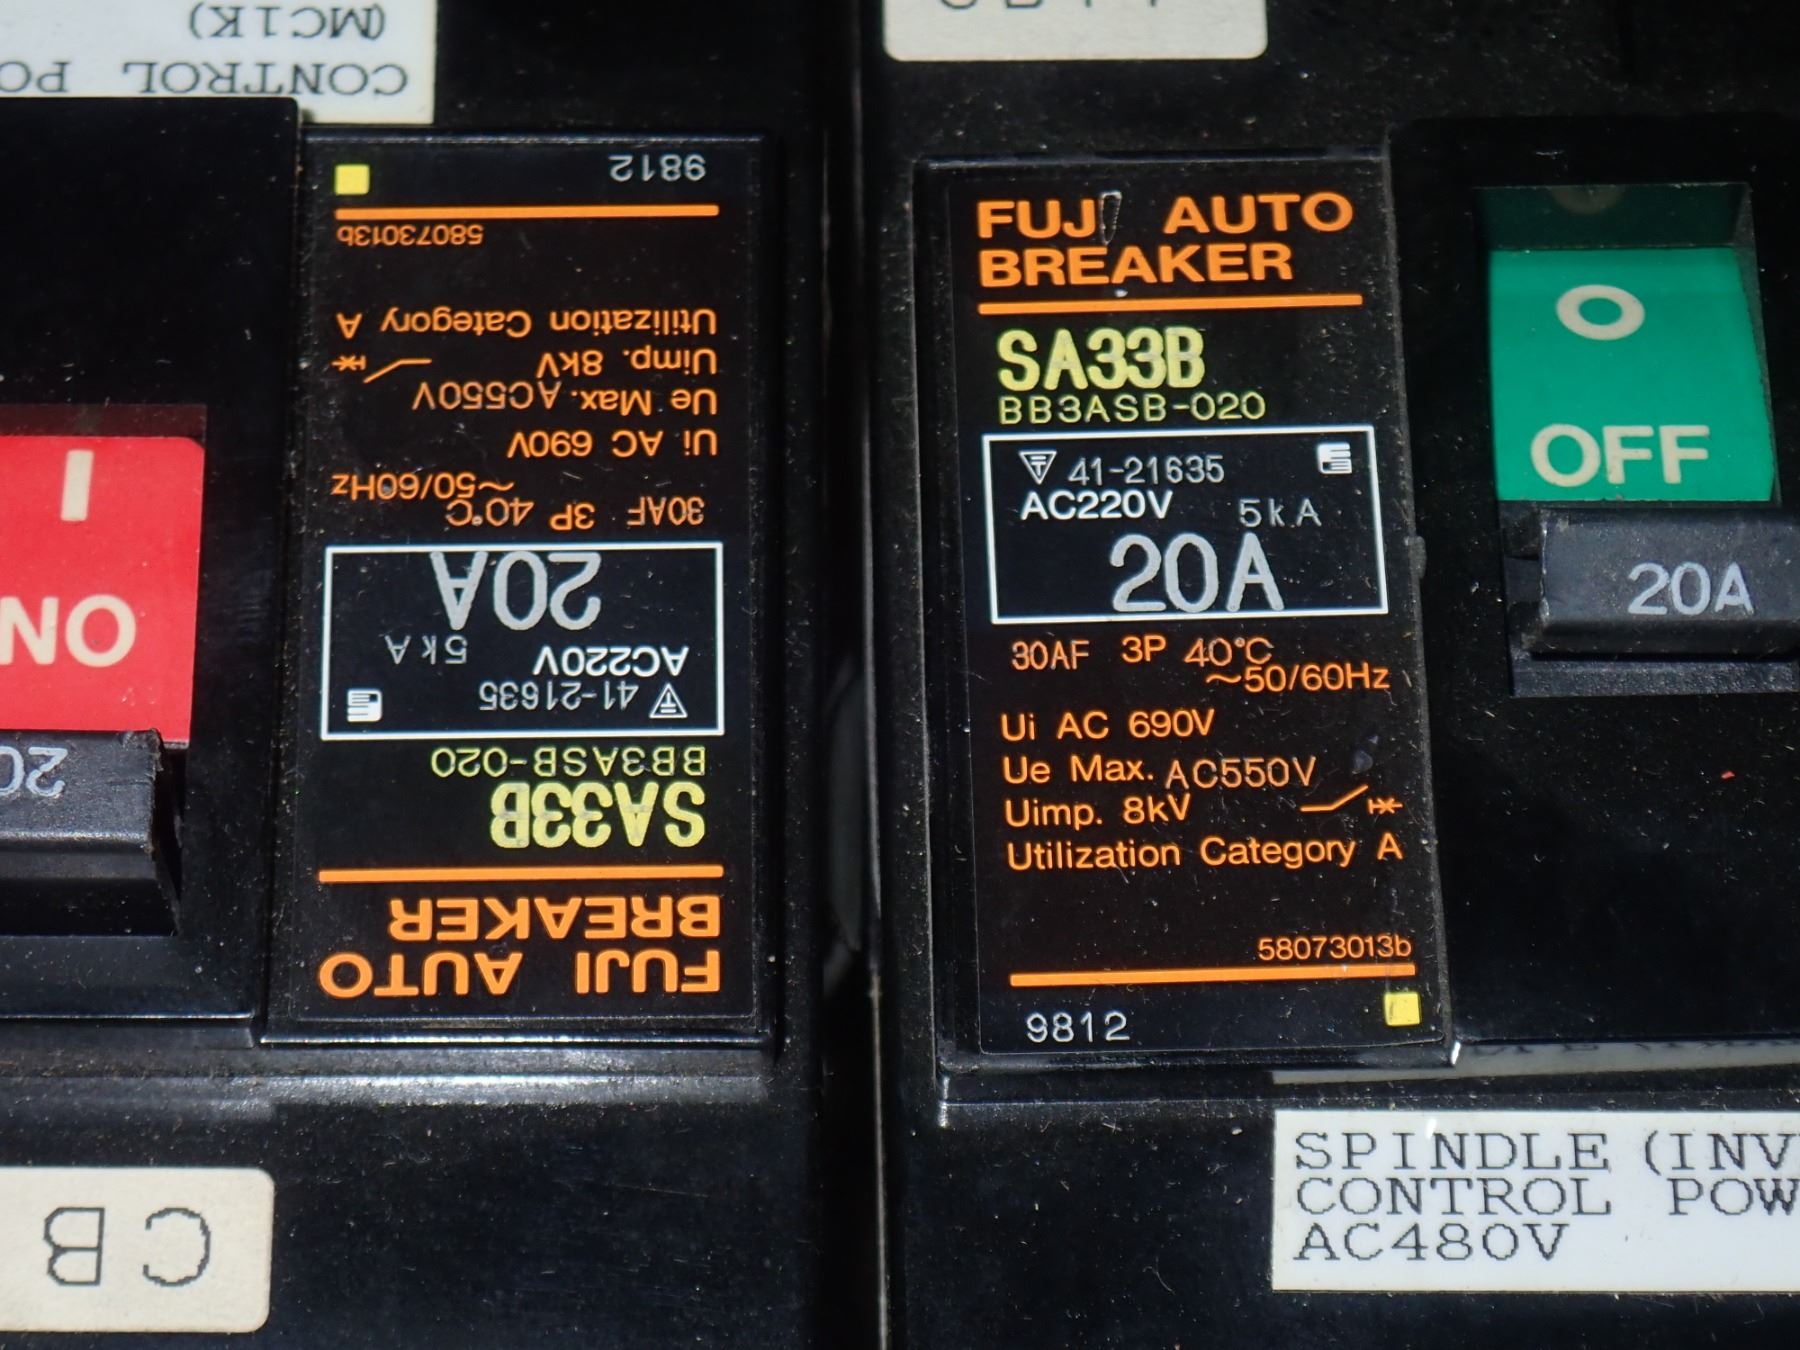 CONTROL PO
(MC1K)
I
ON
20
CB
FUJI AUTO
BREAKER
SA33B
BB3ASB-020
41-21635
AC220V 5kA
20A
30AF 3P 40°C
~50/60Hz
Ui AC 690V
Ue Max. AC550V
Uimp. 8kV
Utilization Category A
58073013b
9812
FUJI AUTO
BREAKER
SA33B
BB3ASB-020
41-21635
AC220V 5kA
20A
30AF 3P 40°C
~50/60Hz
Ui AC 690V
Ue Max. AC550V
Uimp. 8kV
Utilization Category A
58073013b
9812
O
OFF
20A
SPINDLE (INV
CONTROL POW
AC480V